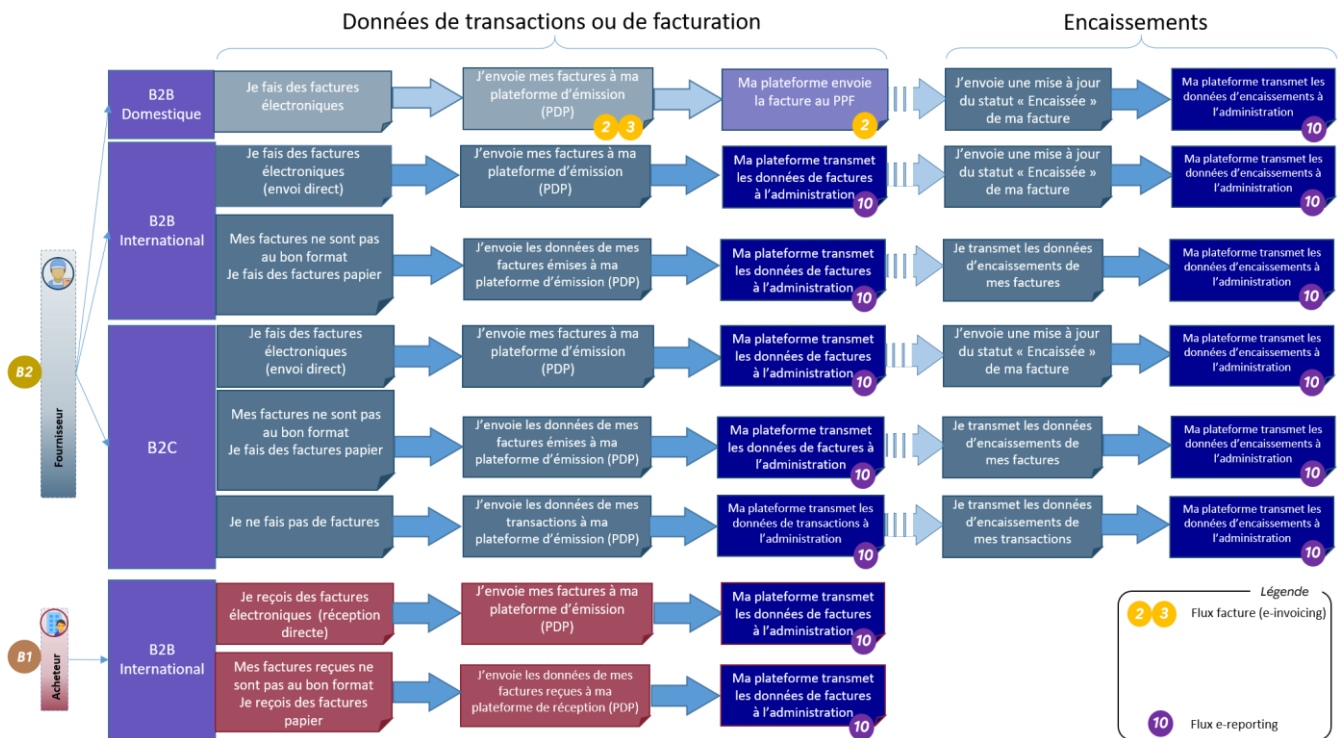 Données de transactions ou de facturation
Encaissements
B2B
Domestique
Je fais des factures
électroniques
J'envoie mes factures à ma
plateforme d'émission
(PDP)
2 3
Ma plateforme envoie
la facture au PPF
2
J'envoie une mise à jour
du statut « Encaissée »
de ma facture
Ma plateforme transmet les
données d'encaissements à
l'administration
10
B2B
International
Je fais des factures
électroniques
(envoi direct)
J'envoie mes factures à ma
plateforme d'émission
(PDP)
Ma plateforme transmet
les données de factures
à l'administration
10
J'envoie une mise à jour
du statut « Encaissée »
de ma facture
Ma plateforme transmet les
données d'encaissements à
l'administration
10
Mes factures ne sont pas
au bon format
Je fais des factures papier
J'envoie les données de mes
factures émises à ma
plateforme d'émission (PDP)
Ma plateforme transmet
les données de factures
à l'administration
10
Je transmet les données
d'encaissements de
mes factures
Ma plateforme transmet les
données d'encaissements à
l'administration
10
B2
Fournisseur
B2C
Je fais des factures
électroniques
(envoi direct)
J'envoie mes factures à ma
plateforme d'émission
(PDP)
Ma plateforme transmet
les données de factures
à l'administration
10
J'envoie une mise à jour
du statut « Encaissée »
de ma facture
Ma plateforme transmet les
données d'encaissements à
l'administration
10
Mes factures ne sont pas
au bon format
Je fais des factures papier
J'envoie les données de mes
factures émises à ma
plateforme d'émission (PDP)
Ma plateforme transmet
les données de factures à
l'administration
10
Je transmet les données
d'encaissements de
mes factures
Ma plateforme transmet les
données d'encaissements à
l'administration
10
Je ne fais pas de factures
J'envoie les données de mes
transactions à ma
plateforme d'émission (PDP)
Ma plateforme transmet les
données de transactions à
l'administration
10
Je transmet les données
d'encaissements de
mes transactions
Ma plateforme transmet les
données d'encaissements à
l'administration
10
B1
Acheteur
B2B
International
Je reçois des factures
électroniques (réception
directe)
J'envoie mes factures à ma
plateforme d'émission
(PDP)
Ma plateforme transmet
les données de factures
à l'administration
10
Mes factures reçues ne
sont pas au bon format
Je reçois des factures
papier
J'envoie les données de mes
factures reçues à ma
plateforme de réception (PDP)
Ma plateforme transmet
les données de factures
à l'administration
10
Légende
2 3 Flux facture (e-invoicing)
10 Flux e-reporting